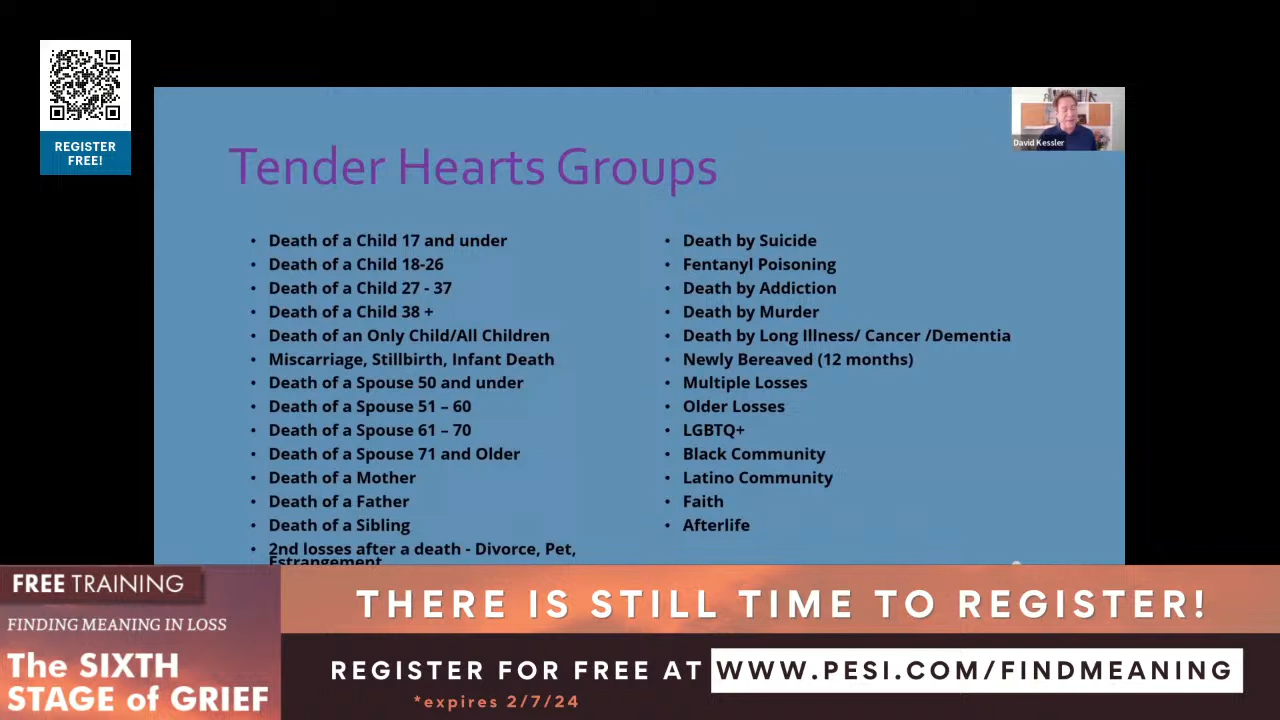 REGISTER
FREE!
David Kessler
Tender Hearts Groups
• Death of a Child 17 and under
• Death of a Child 18-26
• Death of a Child 27 - 37
• Death of a Child 38 +
• Death of an Only Child/All Children
• Miscarriage, Stillbirth, Infant Death
• Death of a Spouse 50 and under
• Death of a Spouse 51 – 60
• Death of a Spouse 61 – 70
• Death of a Spouse 71 and Older
• Death of a Mother
• Death of a Father
• Death of a Sibling
• 2nd losses after a death - Divorce, Pet,
Estrangement
• Death by Suicide
• Fentanyl Poisoning
• Death by Addiction
• Death by Murder
• Death by Long Illness/ Cancer /Dementia
• Newly Bereaved (12 months)
• Multiple Losses
• Older Losses
• LGBTQ+
• Black Community
• Latino Community
• Faith
• Afterlife
FREE TRAINING
FINDING MEANING IN LOSS
The SIXTH
STAGE of GRIEF
THERE IS STILL TIME TO REGISTER!
REGISTER FOR FREE AT WWW.PESI.COM/FINDMEANING
*expires 2/7/24